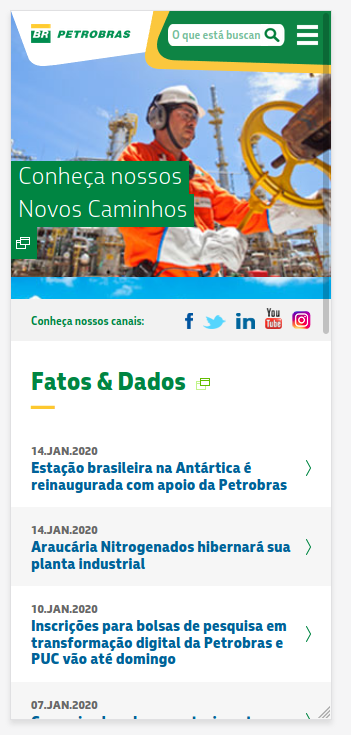 BR PETROBRAS
O que está buscan
Conheça nossos
Novos Caminhos
Conheça nossos canais:
f
in
You
Tube
Fatos & Dados
14.JAN.2020
Estação brasileira na Antártica é
reinaugurada com apoio da Petrobras
14.JAN.2020
Araucária Nitrogenados hibernará sua
planta industrial
10.JAN.2020
Inscrições para bolsas de pesquisa em
transformação digital da Petrobras e
PUC vão até domingo
07.JAN.2020